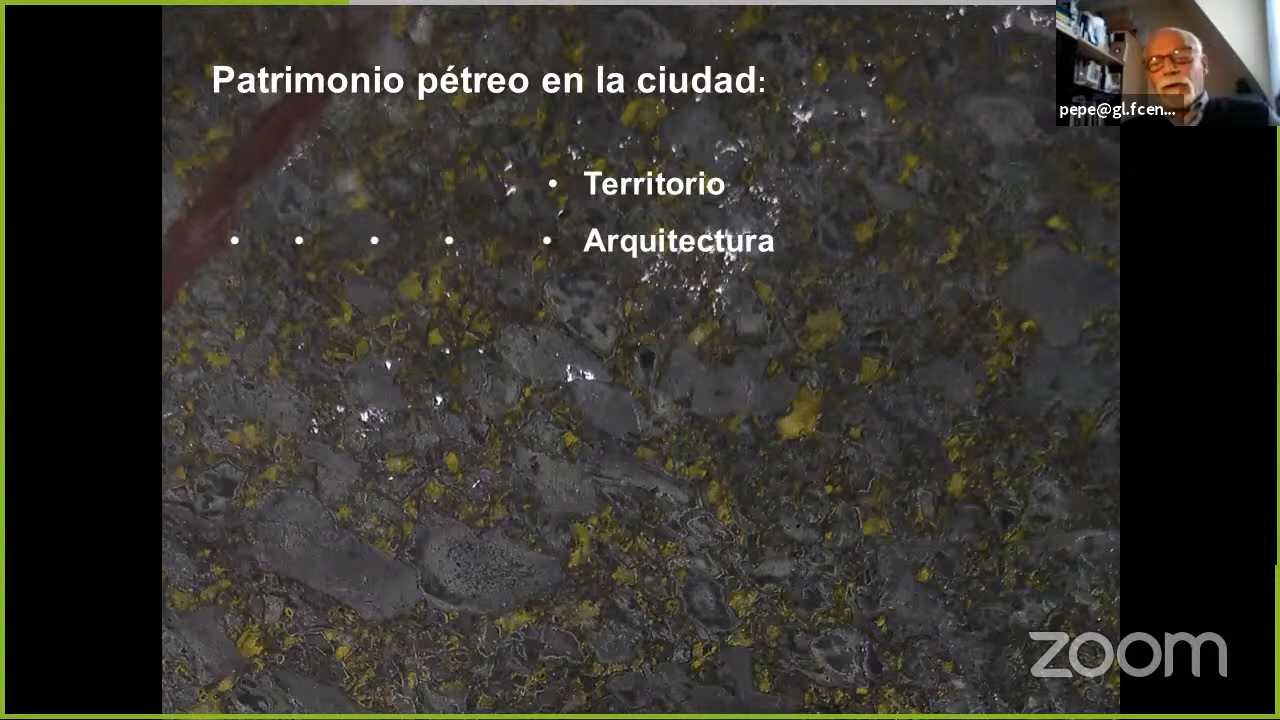 Patrimonio pétreo en la ciudad:
• Territorio
• • • • • Arquitectura
pepe@gl.fcen...
zoom